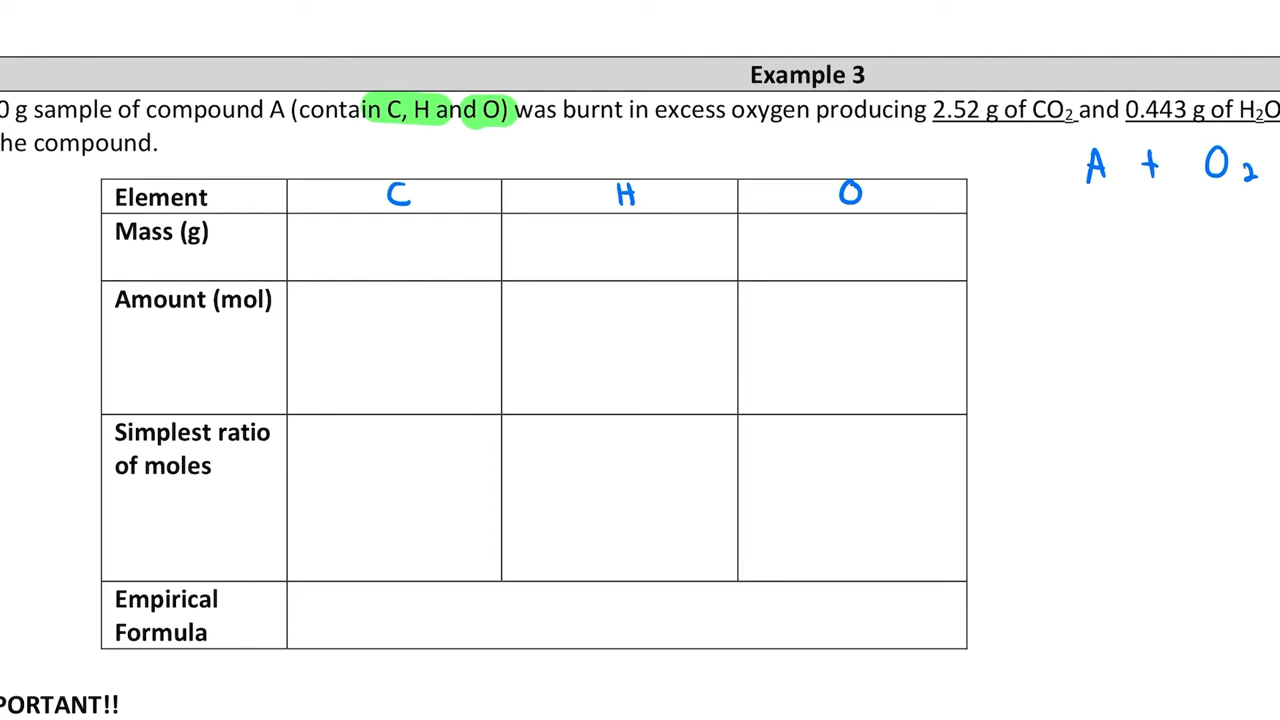 Example 3
0 g sample of compound A (contain C, H and O) was burnt in excess oxygen producing 2.52 g of CO₂ and 0.443 g of H₂O
he compound.
A + O₂
Element C H O
Mass (g)
Amount (mol)
Simplest ratio
of moles
Empirical
Formula
PORTANT!!